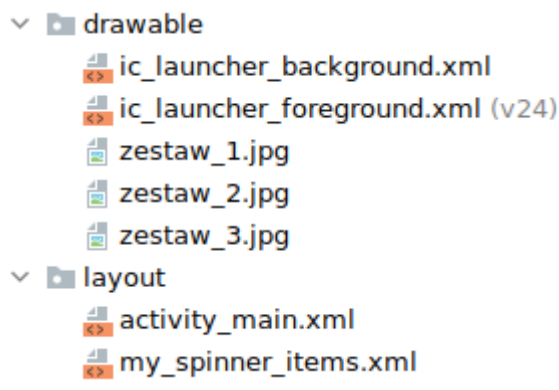 drawable
ic_launcher_background.xml
ic_launcher_foreground.xml (v24)
zestaw_1.jpg
zestaw_2.jpg
zestaw_3.jpg
layout
activity_main.xml
my_spinner_items.xml